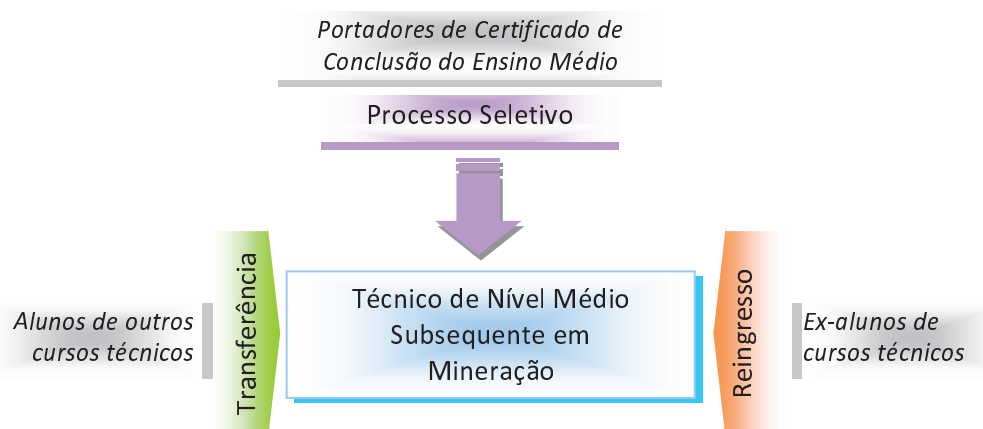 Portadores de Certificado de
Conclusão do Ensino Médio
Processo Seletivo
Alunos de outros
cursos técnicos
Transferência
Técnico de Nível Médio
Subsequente em
Mineração
Reingresso
Ex-alunos de
cursos técnicos